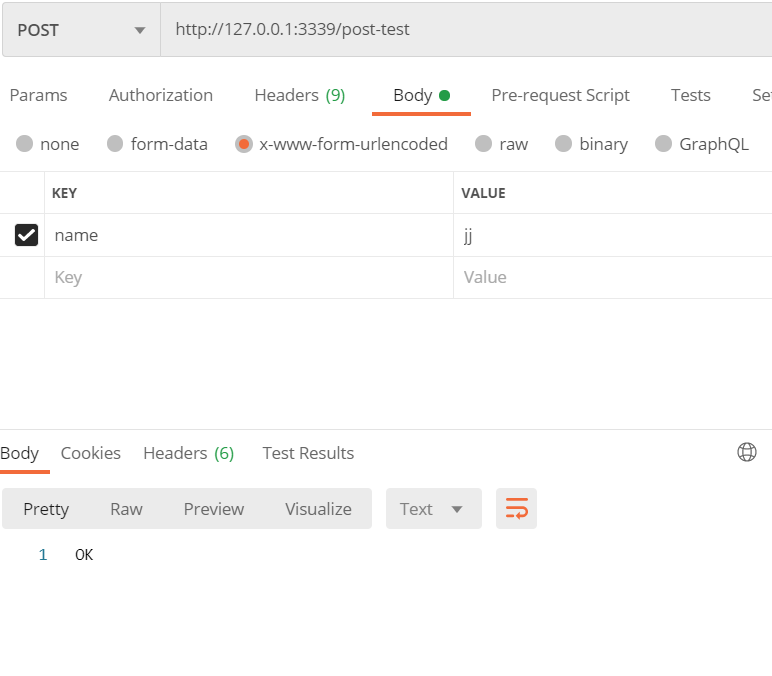 POST http://127.0.0.1:3339/post-test
Params Authorization Headers (9) Body Pre-request Script Tests Set
none form-data x-www-form-urlencoded raw binary GraphQL
KEY VALUE
name jj
Key Value
Body Cookies Headers (6) Test Results
Pretty Raw Preview Visualize Text
1 OK